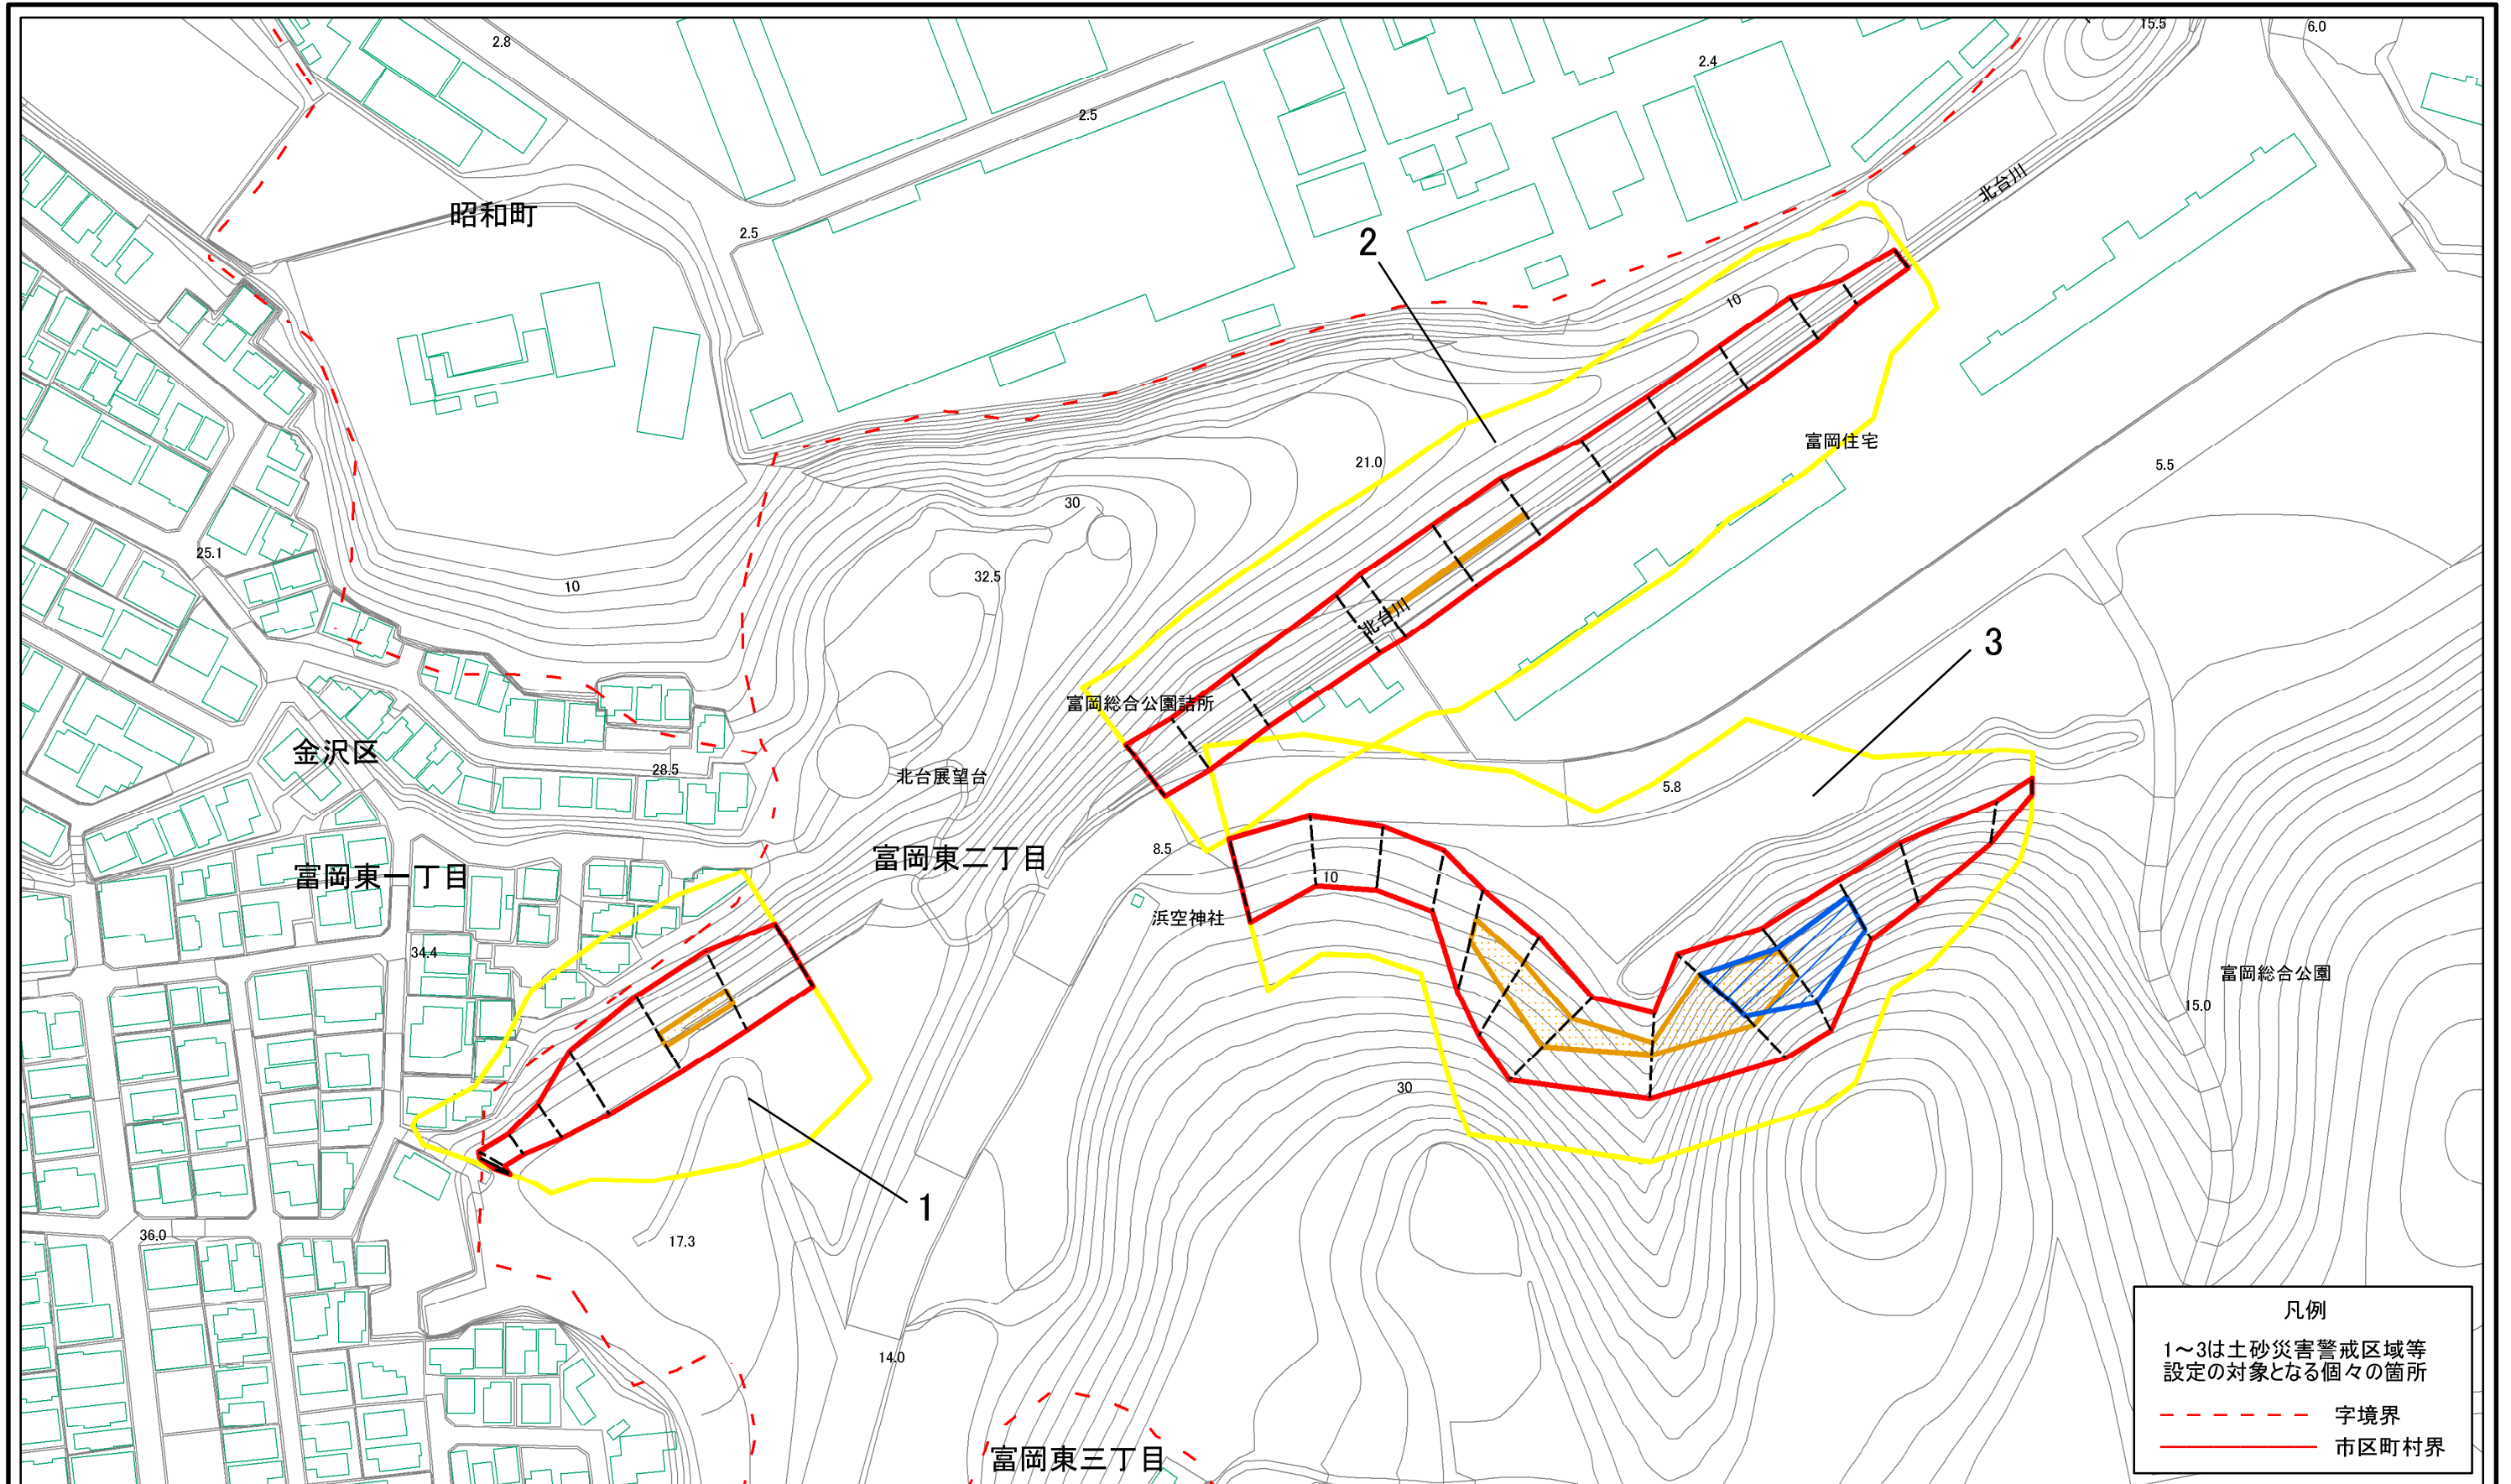 15.5
6.0
2.8
2.4
2.5
北台川
昭和町
2.5
2
10
富岡住宅
21.0
5.5
30
25.1
32.5
10
北台川
3
富岡総合公園詰所
金沢区
28.5
北台展望台
5.8
富岡東二丁目
8.5
富岡東一丁目
10
浜空神社
34.4
富岡総合公園
15.0
30
1
36.0
17.3
14.0
富岡東三丁目
凡例
1～3は土砂災害警戒区域等
設定の対象となる個々の箇所
字境界
市区町村界